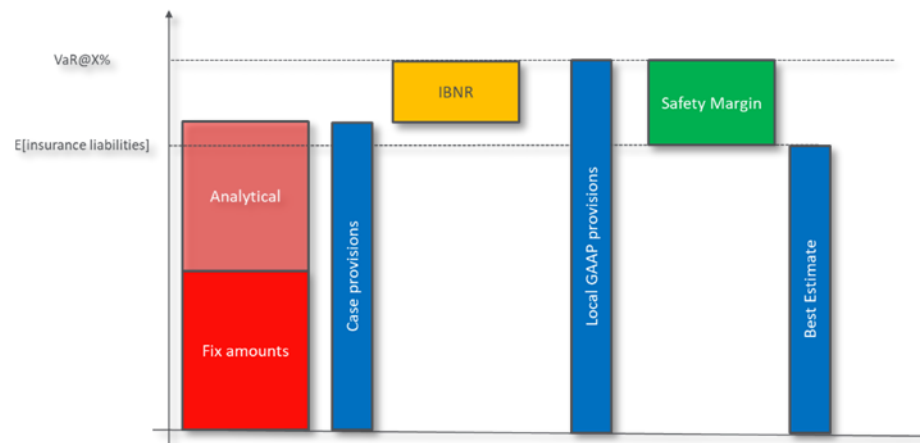 VaR@X%
IBNR
Safety Margin
E[insurance liabilities]
Analytical
Case provisions
Local GAAP provisions
Best Estimate
Fix amounts